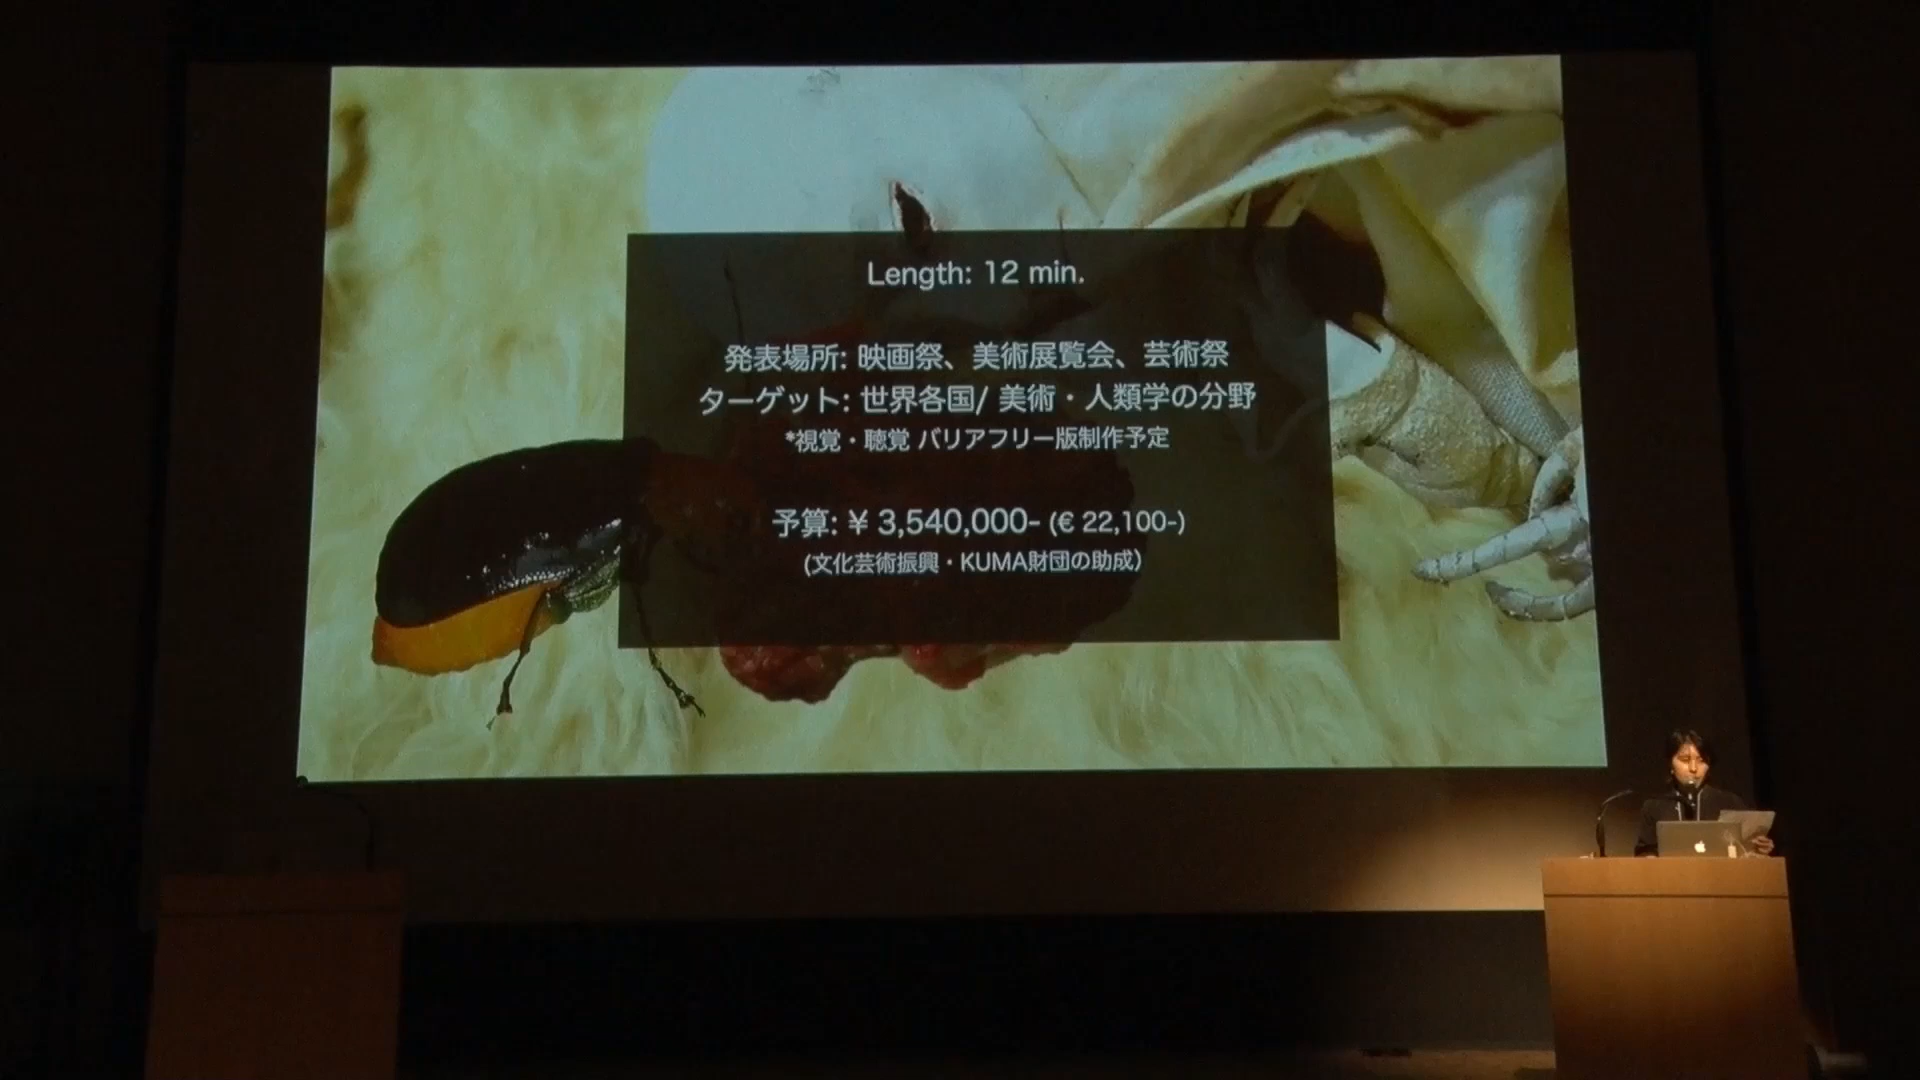 Length: 12 min.
発表場所: 映画祭、美術展覧会、芸術祭
ターゲット: 世界各国/ 美術・人類学の分野
*視覚・聴覚 バリアフリー版制作予定
予算: ¥ 3,540,000- (€ 22,100-)
(文化芸術振興・KUMA財団の助成)